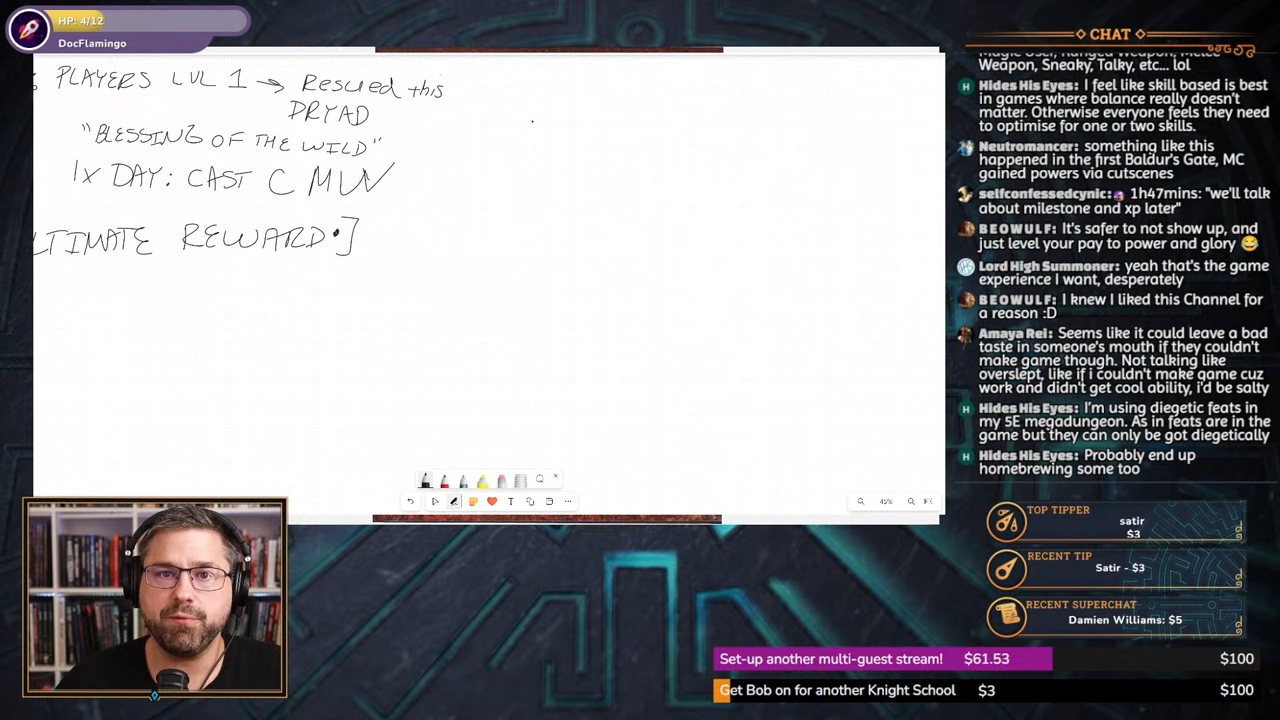 HP: 4/12
DocFlamingo
PLAYERS LVL 1 → Rescued this
DRYAD
"BLESSING OF THE WILD"
1x DAY: CAST C M W
LTIMATE REWARD·]
45%
CHAT
Magic User, Ranged Weapon, Melee
Weapon, Sneaky, Talky, etc... lol
Hides His Eyes: I feel like skill based is best
in games where balance really doesn't
matter. Otherwise everyone feels they need
to optimise for one or two skills.
Neutromancer: something like this
happened in the first Baldur's Gate, MC
gained powers via cutscenes
selfconfessedcynic: 1h47mins: "we'll talk
about milestone and xp later"
BEOWULF: It's safer to not show up, and
just level your pay to power and glory 😂
Lord High Summoner: yeah that's the game
experience I want, desperately
BEOWULF: I knew I liked this Channel for
a reason :D
Amaya Rei: Seems like it could leave a bad
taste in someone's mouth if they couldn't
make game though. Not talking like
overslept, like if i couldn't make game cuz
work and didn't get cool ability, i'd be salty
Hides His Eyes: I'm using diegetic feats in
my 5E megadungeon. As in feats are in the
game but they can only be got diegetically
Hides His Eyes: Probably end up
homebrewing some too
TOP TIPPER
satir
$3
RECENT TIP
Satir - $3
RECENT SUPERCHAT
Damien Williams: $5
Set-up another multi-guest stream! $61.53 $100
Get Bob on for another Knight School $3 $100